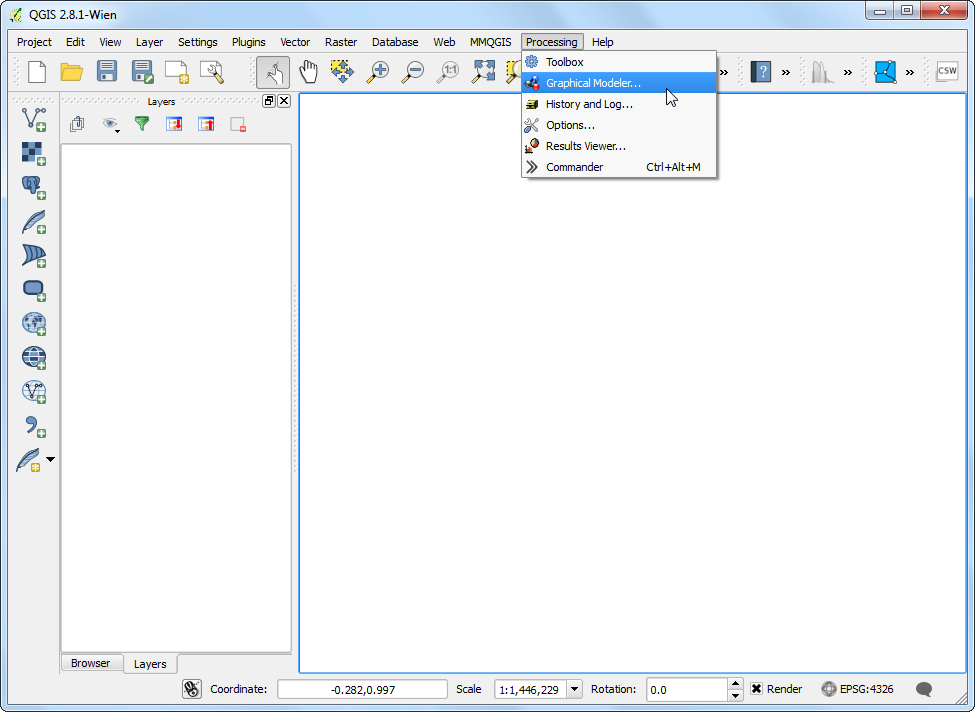 QGIS 2.8.1-Wien
Project Edit View Layer Settings Plugins Vector Raster Database Web MMQGIS Processing Help
1:1
»
?
»
»
»
CSW
Toolbox
Graphical Modeler...
History and Log...
Options...
Results Viewer...
Commander Ctrl+Alt+M
Layers
Browser Layers
Coordinate: -0.282,0.997 Scale 1:1,446,229 Rotation: 0.0 Render EPSG:4326